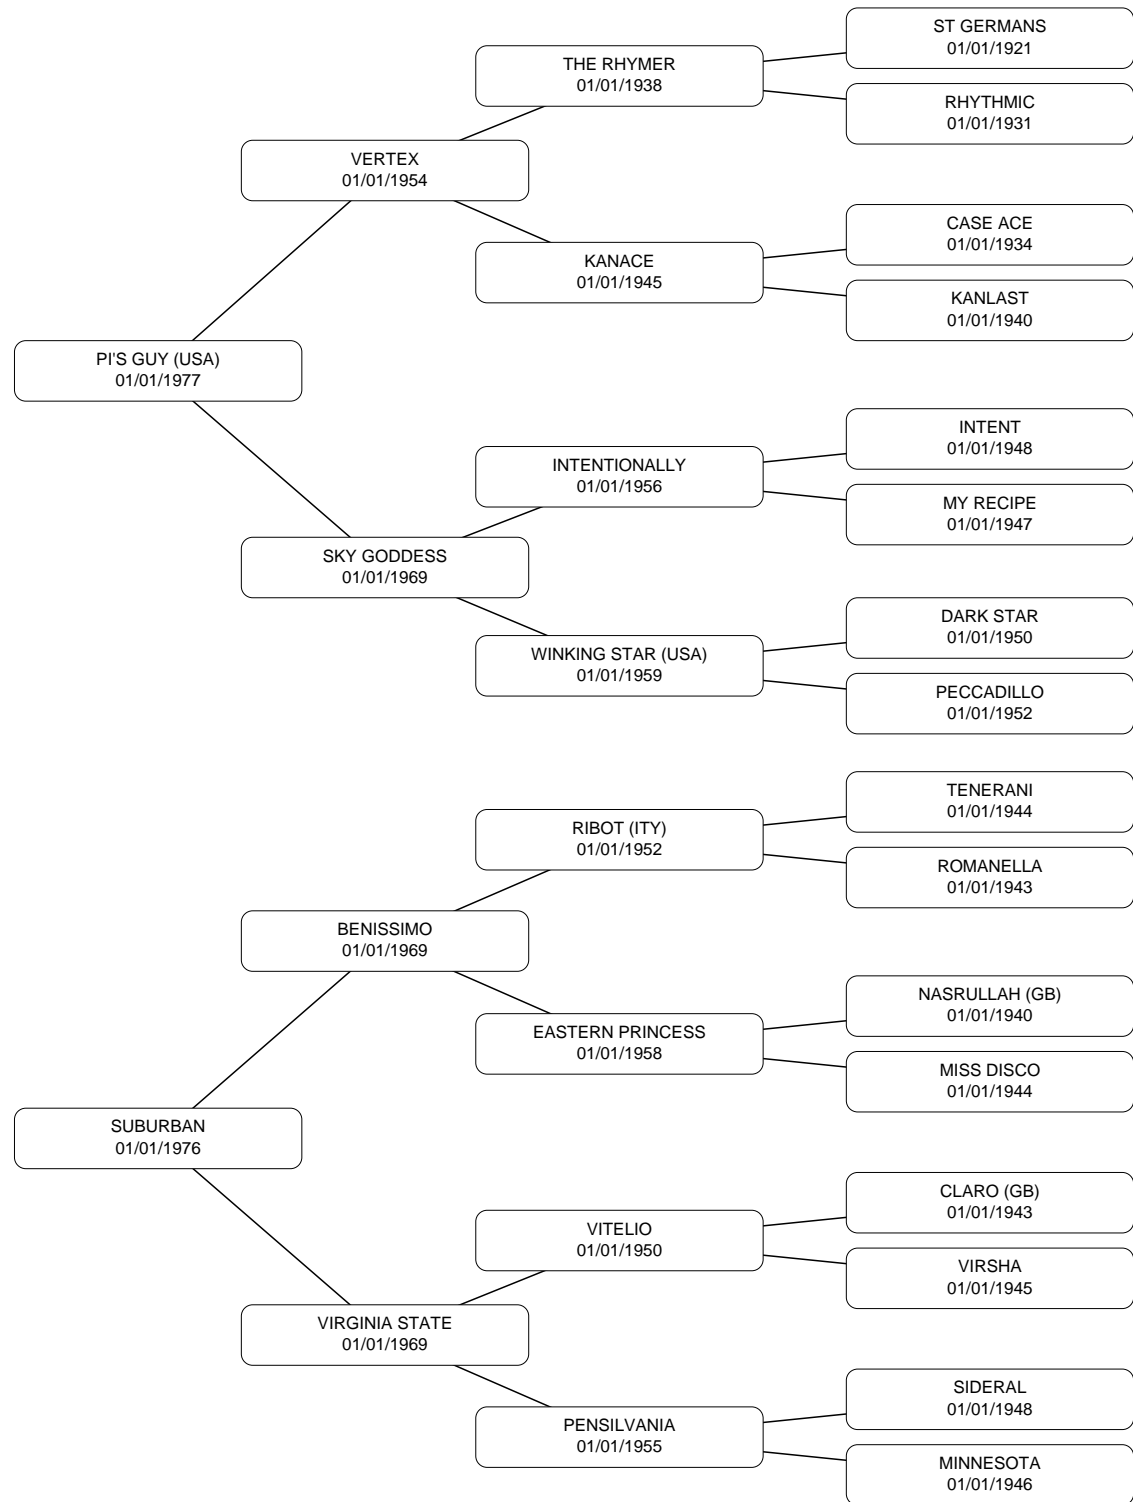 ST GERMANS
01/01/1921
THE RHYMER
01/01/1938
RHYTHMIC
01/01/1931
VERTEX
01/01/1954
CASE ACE
01/01/1934
KANACE
01/01/1945
KANLAST
01/01/1940
PI'S GUY (USA)
01/01/1977
INTENT
01/01/1948
INTENTIONALLY
01/01/1956
MY RECIPE
01/01/1947
SKY GODDESS
01/01/1969
DARK STAR
01/01/1950
WINKING STAR (USA)
01/01/1959
PECCADILLO
01/01/1952
TENERANI
01/01/1944
RIBOT (ITY)
01/01/1952
ROMANELLA
01/01/1943
BENISSIMO
01/01/1969
NASRULLAH (GB)
01/01/1940
EASTERN PRINCESS
01/01/1958
MISS DISCO
01/01/1944
SUBURBAN
01/01/1976
CLARO (GB)
01/01/1943
VITELIO
01/01/1950
VIRSHA
01/01/1945
VIRGINIA STATE
01/01/1969
SIDERAL
01/01/1948
PENSILVANIA
01/01/1955
MINNESOTA
01/01/1946